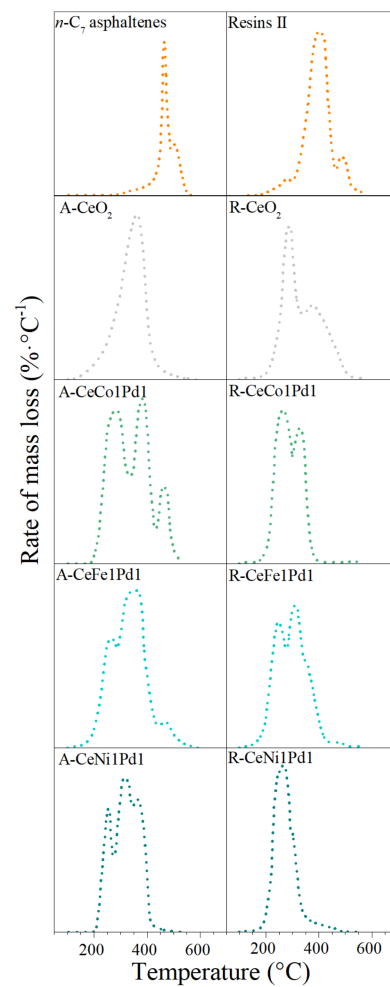 n-C7 asphaltenes
Resins II
A-CeO2
R-CeO2
A-CeCo1Pd1
R-CeCo1Pd1
A-CeFe1Pd1
R-CeFe1Pd1
A-CeNi1Pd1
R-CeNi1Pd1
Rate of mass loss (%·°C-1)
200 400 600 200 400 600
Temperature (°C)